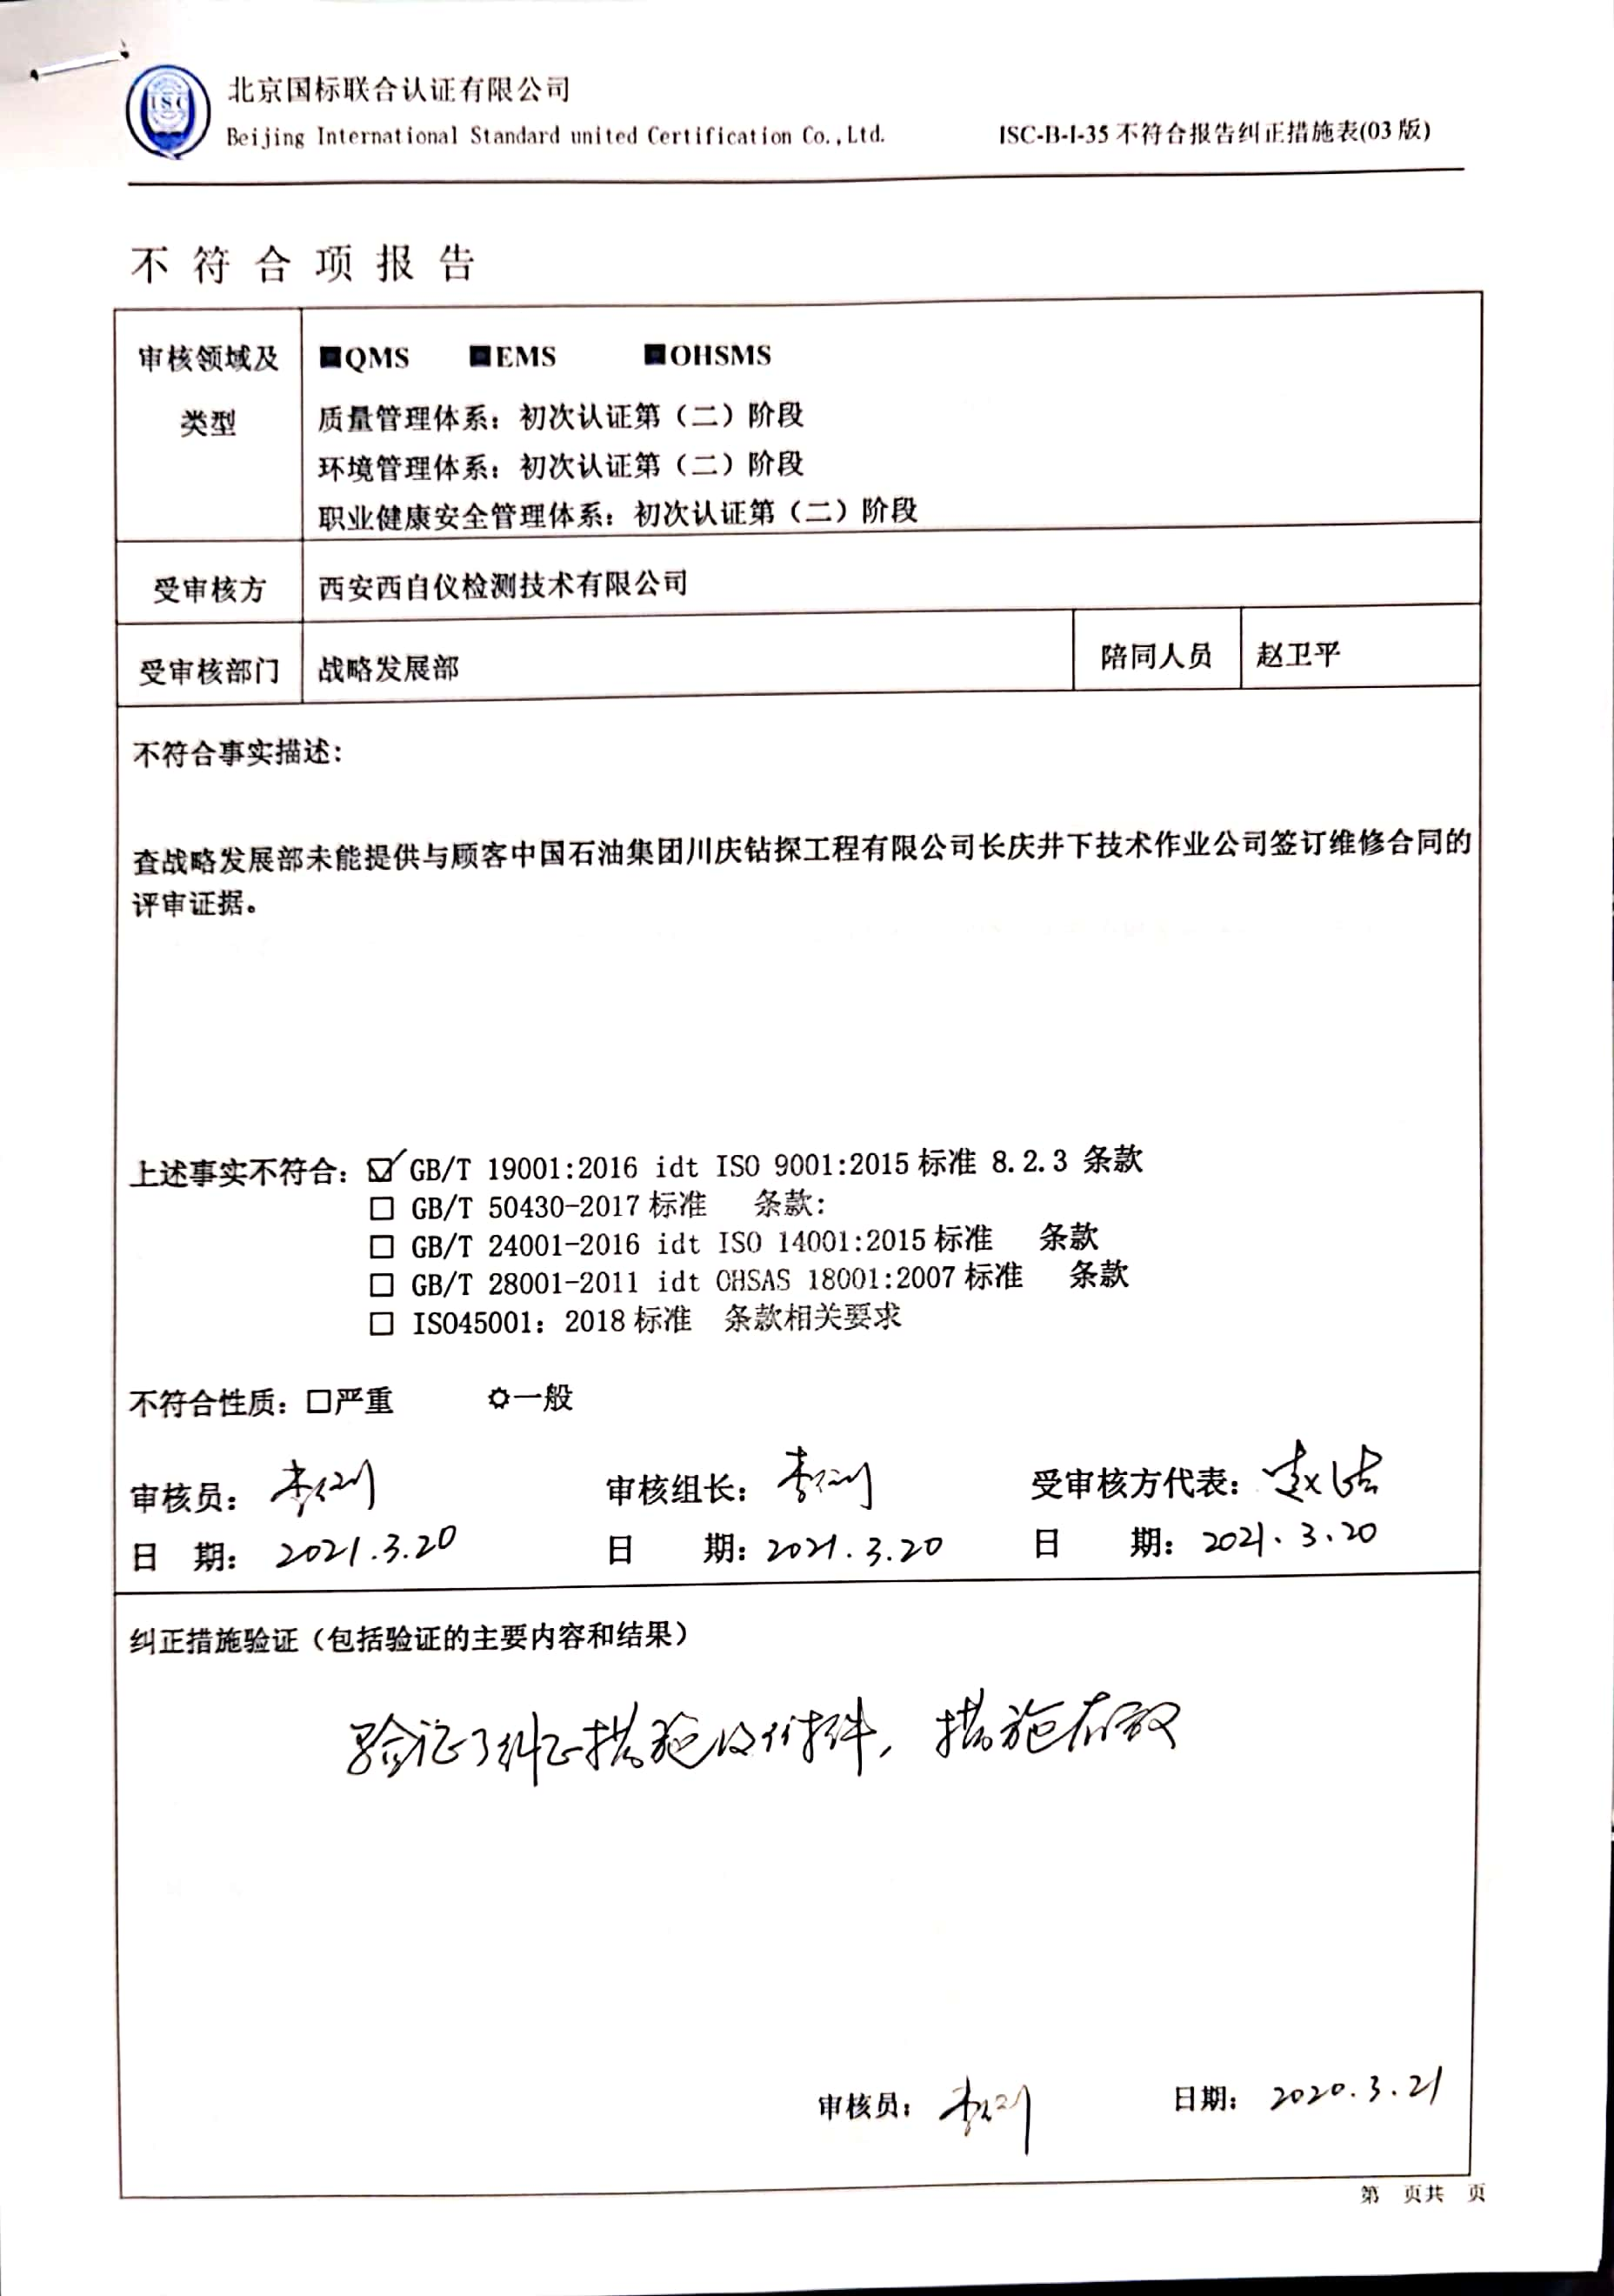 ISC
北京国标联合认证有限公司
Beijing International Standard united Certification Co.,Ltd.
ISC-B-I-35 不符合报告纠正措施表(03 版)
不符合项报告
审核领域及类型
■QMS ■EMS ■OHSMS
质量管理体系：初次认证第（二）阶段
环境管理体系：初次认证第（二）阶段
职业健康安全管理体系：初次认证第（二）阶段
受审核方 西安西自仪检测技术有限公司
受审核部门 战略发展部 陪同人员 赵卫平
不符合事实描述：
查战略发展部未能提供与顾客中国石油集团川庆钻探工程有限公司长庆井下技术作业公司签订维修合同的
评审证据。
上述事实不符合：☑ GB/T 19001:2016 idt ISO 9001:2015 标准 8.2.3 条款
□ GB/T 50430-2017 标准 条款:
□ GB/T 24001-2016 idt ISO 14001:2015 标准 条款
□ GB/T 28001-2011 idt OHSAS 18001:2007 标准 条款
□ ISO45001：2018 标准 条款相关要求
不符合性质：□严重 ✡一般
审核员： 审核组长： 受审核方代表：
日 期：2021.3.20 日 期：2021.3.20 日 期：2021.3.20
纠正措施验证（包括验证的主要内容和结果）
验证了纠正措施及附件，措施有效
审核员： 日期：2020.3.21
第 页共 页